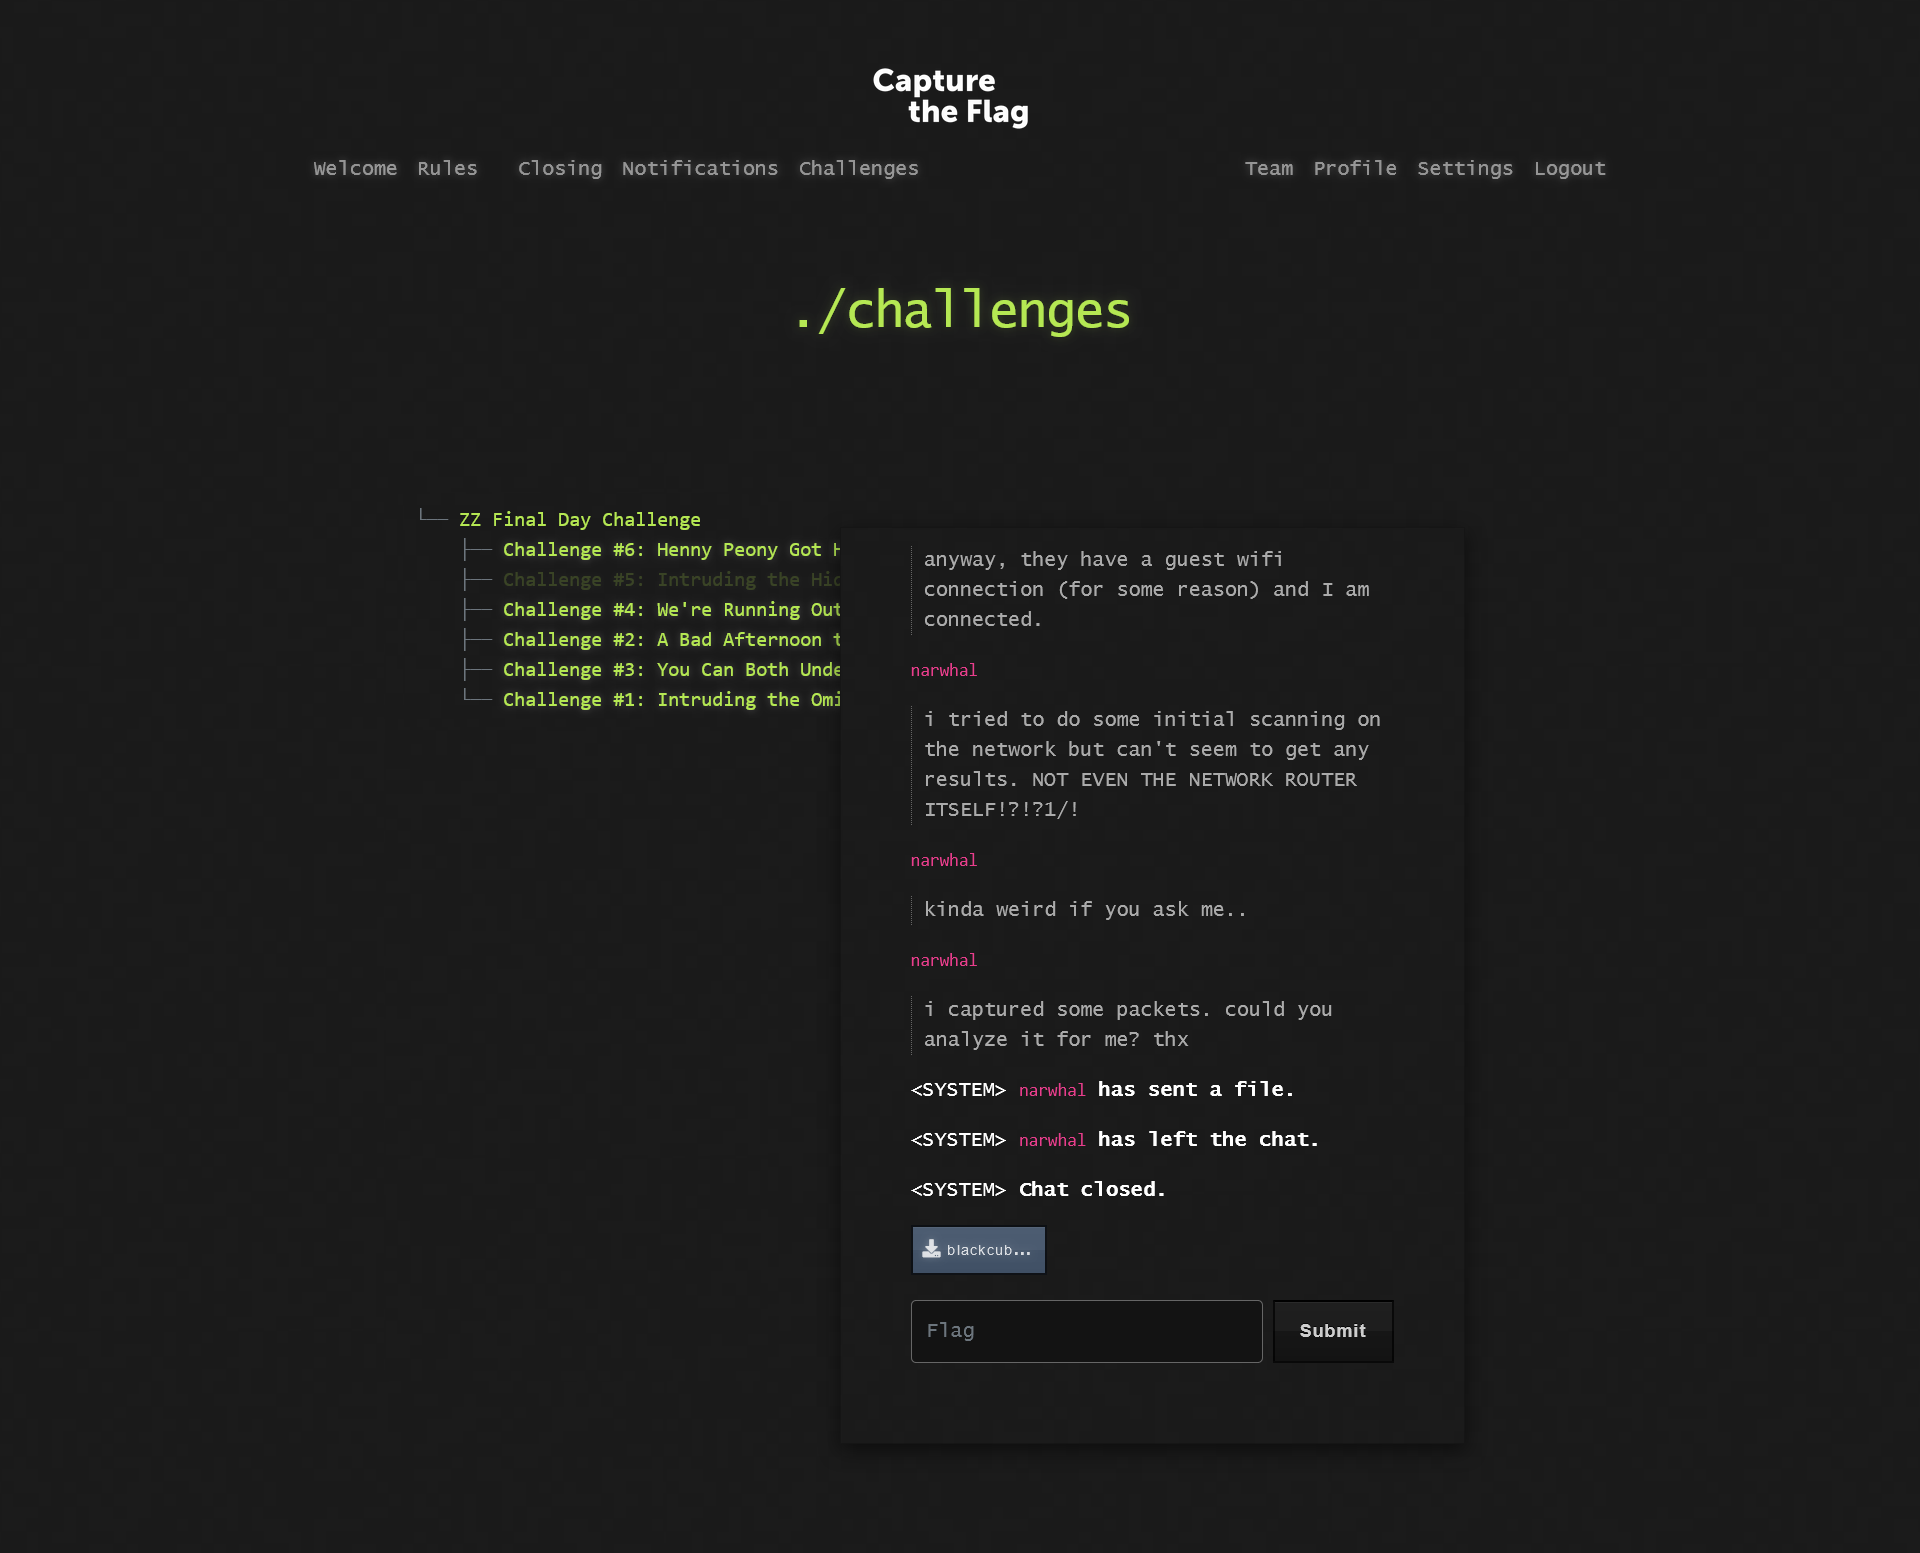 Capture
the Flag
Welcome Rules Closing Notifications Challenges Team Profile Settings Logout
./challenges
ZZ Final Day Challenge
Challenge #6: Henny Peony Got
Challenge #5: Intruding the
Challenge #4: We're Running Out
Challenge #2: A Bad Afternoon
Challenge #3: You Can Both
Challenge #1: Intruding the
anyway, they have a guest wifi
connection (for some reason) and I am
connected.
narwhal
i tried to do some initial scanning on
the network but can't seem to get any
results. NOT EVEN THE NETWORK ROUTER
ITSELF!?!?1/!
narwhal
kinda weird if you ask me..
narwhal
i captured some packets. could you
analyze it for me? thx
<SYSTEM> narwhal has sent a file.
<SYSTEM> narwhal has left the chat.
<SYSTEM> Chat closed.
blackcub...
Flag
Submit